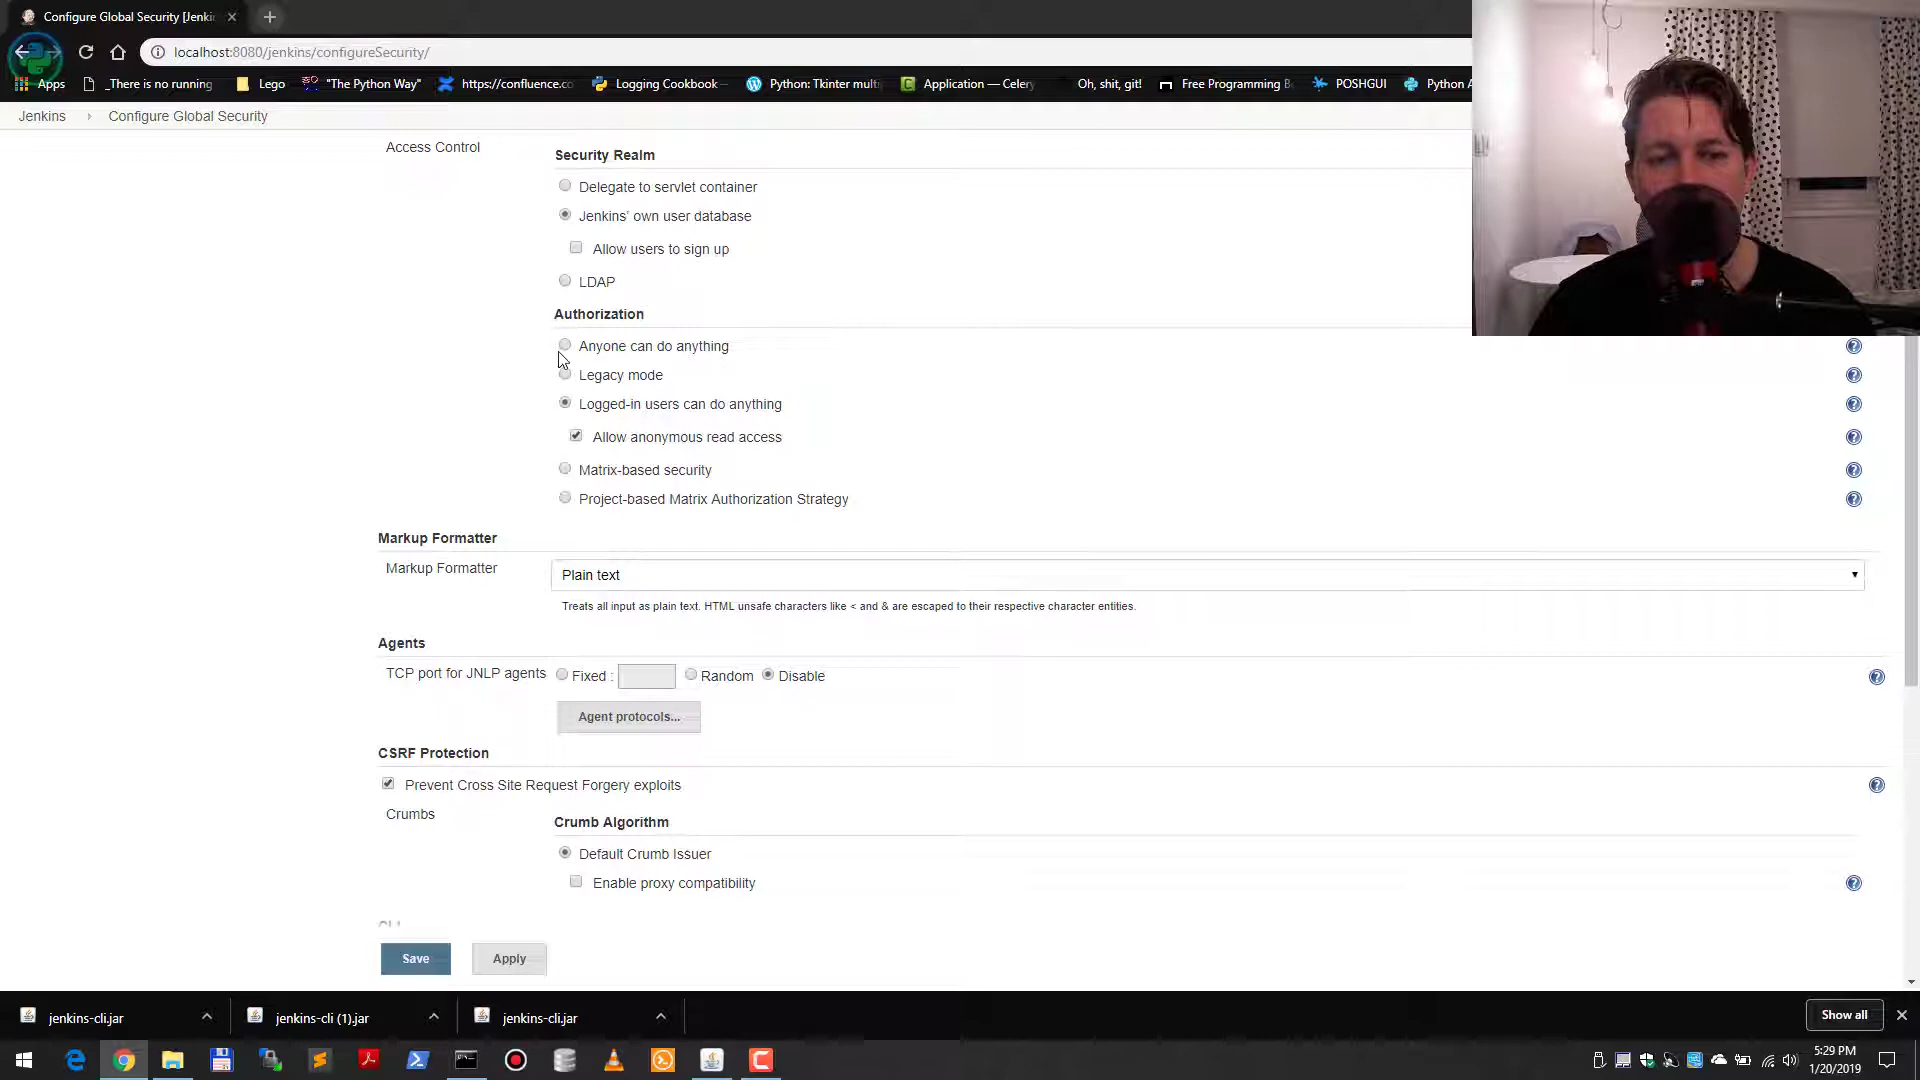 Configure Global Security [Jenki
localhost:8080/jenkins/configureSecurity/
Apps
_There is no running
Lego
"The Python Way"
https://confluence.co
Logging Cookbook
Python: Tkinter mult
Application — Celery
Oh, shit, git!
Free Programming B
POSHGUI
Python A
Jenkins › Configure Global Security
Access Control
Security Realm
Delegate to servlet container
Jenkins' own user database
Allow users to sign up
LDAP
Authorization
Anyone can do anything
Legacy mode
Logged-in users can do anything
Allow anonymous read access
Matrix-based security
Project-based Matrix Authorization Strategy
Markup Formatter
Markup Formatter
Plain text
Treats all input as plain text. HTML unsafe characters like < and & are escaped to their respective character entities.
Agents
TCP port for JNLP agents
Fixed :
Random
Disable
Agent protocols...
CSRF Protection
Prevent Cross Site Request Forgery exploits
Crumbs
Crumb Algorithm
Default Crumb Issuer
Enable proxy compatibility
Save
Apply
jenkins-cli.jar
jenkins-cli (1).jar
jenkins-cli.jar
Show all
5:29 PM
1/20/2019